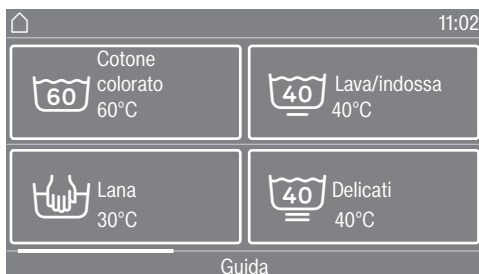 11:02
Cotone
colorato
60
60°C
40
Lava/indossa
40°C
Lana
30°C
40
Delicati
40°C
Guida